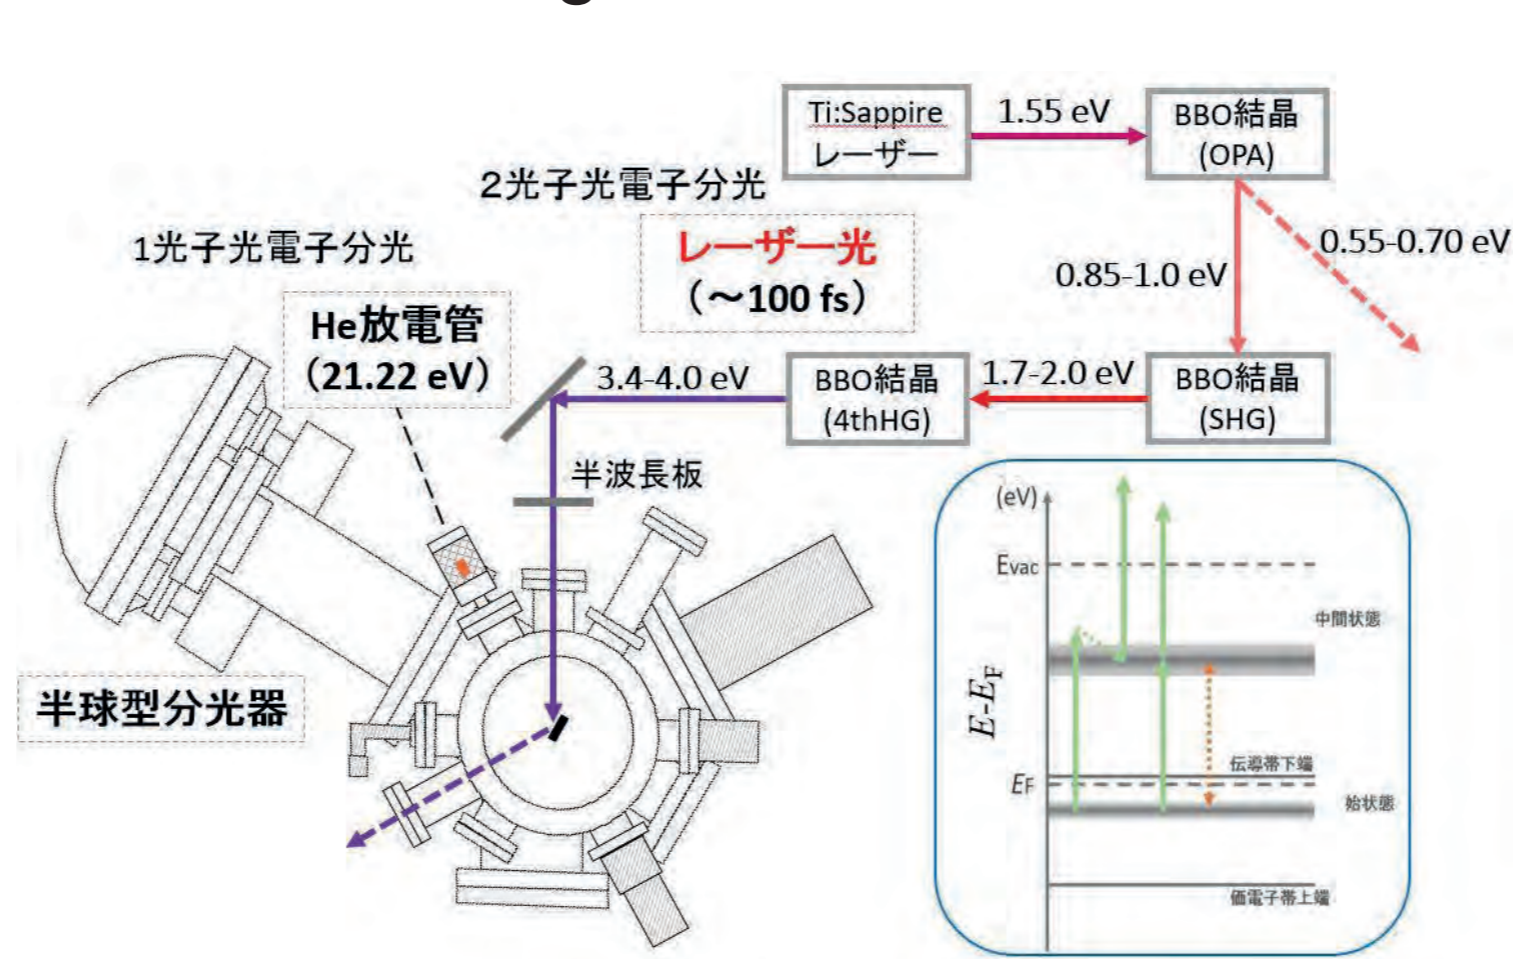 Ti:Sappire
レーザー
1.55 eV
BBO結晶
(OPA)
2光子光電子分光
1光子光電子分光
レーザー光
（～100 fs）
0.55-0.70 eV
0.85-1.0 eV
He放電管
（21.22 eV）
3.4-4.0 eV
BBO結晶
(4thHG)
1.7-2.0 eV
BBO結晶
(SHG)
半波長板
半球型分光器
(eV)
Evac
中間状態
E-EF
伝導帯下端
EF
始状態
価電子帯上端